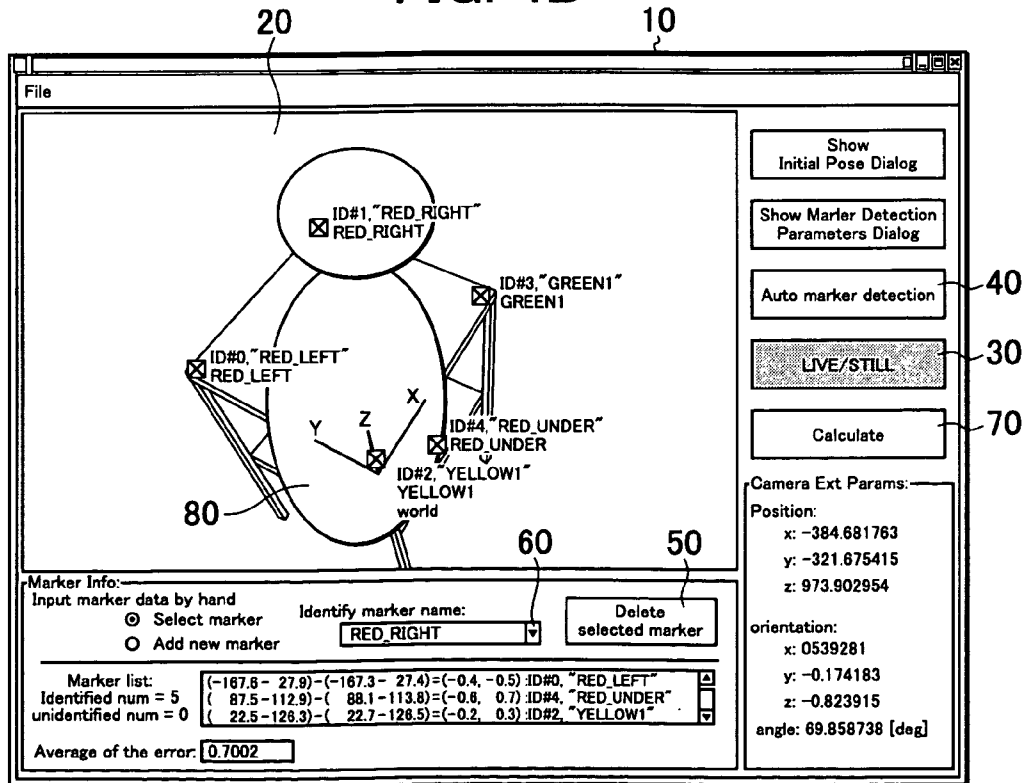 20
10
File
ID#1,"RED_RIGHT"
RED_RIGHT
ID#3,"GREEN1"
GREEN1
ID#0,"RED_LEFT"
RED_LEFT
X
Y
Z
ID#4,"RED_UNDER"
RED_UNDER
ID#2,"YELLOW1"
YELLOW1
world
80
Show
Initial Pose Dialog
Show Marler Detection
Parameters Dialog
Auto marker detection
40
LIVE/STILL
30
Calculate
70
Camera Ext Params:
Position:
x: -384.681763
y: -321.675415
z: 973.902954
orientation:
x: 0539281
y: -0.174183
z: -0.823915
angle: 69.858738 [deg]
60
50
Marker Info:
Input marker data by hand
Select marker
Add new marker
Identify marker name:
RED_RIGHT
Delete
selected marker
Marker list:
Identified num = 5
unidentified num = 0
(-167.6- 27.9)-(-167.3- 27.4)=(-0.4, -0.5) :ID#0, "RED_LEFT"
( 87.5-112.9)-( 88.1-113.8)=(-0.6, 0.7) :ID#4, "RED_UNDER"
( 22.5-126.3)-( 22.7-126.5)=(-0.2, 0.3) :ID#2, "YELLOW1"
Average of the error: 0.7002